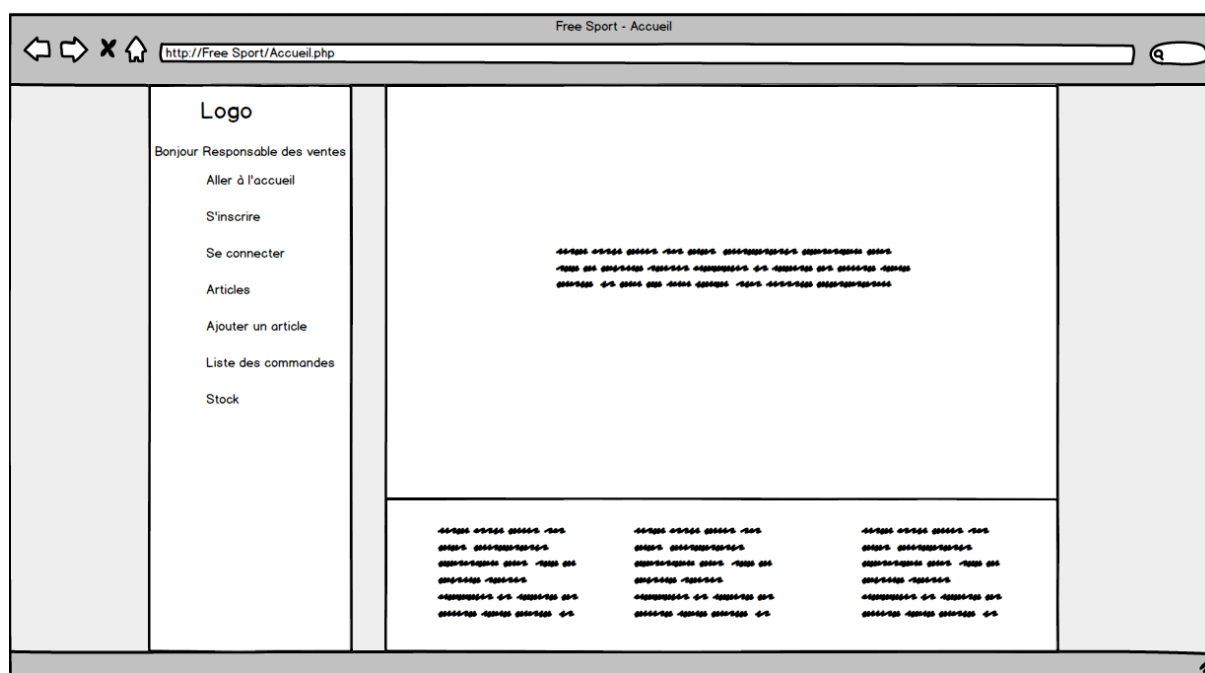 Free Sport - Accueil
http://Free Sport/Accueil.php
Logo
Bonjour Responsable des ventes
Aller à l'accueil
S'inscrire
Se connecter
Articles
Ajouter un article
Liste des commandes
Stock